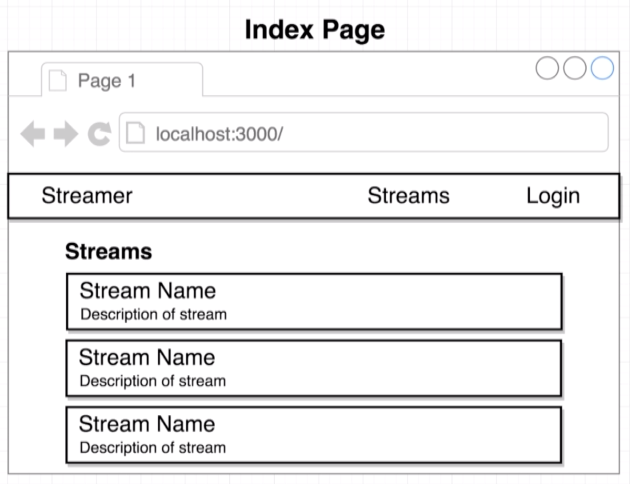 Index Page
Page 1
localhost:3000/
Streamer Streams Login
Streams
Stream Name
Description of stream
Stream Name
Description of stream
Stream Name
Description of stream